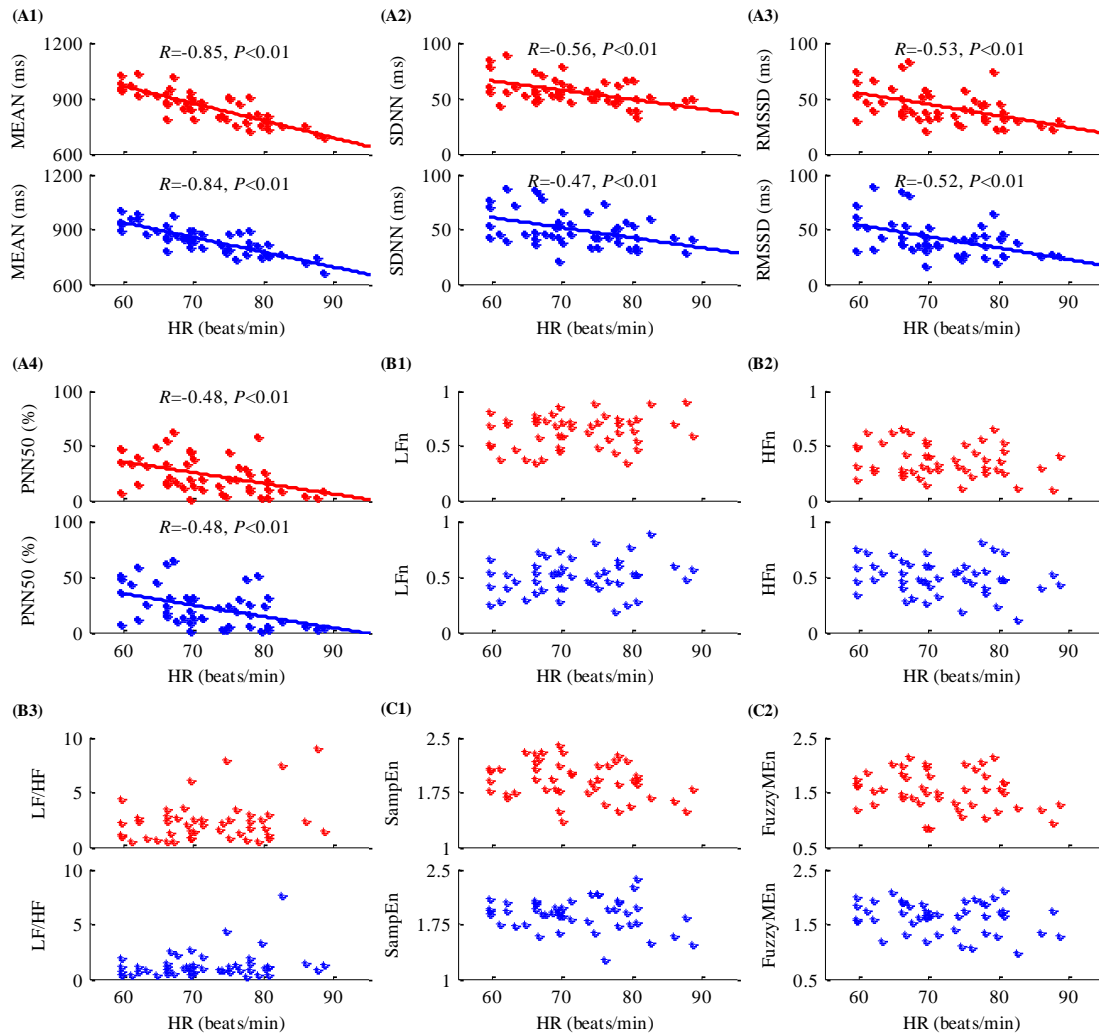 (A1) (A2) (A3)
1200 R=-0.85, P<0.01 100 R=-0.56, P<0.01 100 R=-0.53, P<0.01
MEAN (ms) 900 SDNN (ms) 50 RMSSD (ms) 50
600 0 0
1200 R=-0.84, P<0.01 100 R=-0.47, P<0.01 100 R=-0.52, P<0.01
MEAN (ms) 900 SDNN (ms) 50 RMSSD (ms) 50
600 0 0
60 70 80 90 60 70 80 90 60 70 80 90
HR (beats/min) HR (beats/min) HR (beats/min)
(A4) (B1) (B2)
100 R=-0.48, P<0.01 1 1
PNN50 (%) 50 LFn 0.5 HFn 0.5
0 0 0
100 R=-0.48, P<0.01 1 1
PNN50 (%) 50 LFn 0.5 HFn 0.5
0 0 0
60 70 80 90 60 70 80 90 60 70 80 90
HR (beats/min) HR (beats/min) HR (beats/min)
(B3) (C1) (C2)
10 2.5 2.5
LF/HF 5 SampEn 1.75 FuzzyMEn 1.5
0 1 0.5
10 2.5 2.5
LF/HF 5 SampEn 1.75 FuzzyMEn 1.5
0 1 0.5
60 70 80 90 60 70 80 90 60 70 80 90
HR (beats/min) HR (beats/min) HR (beats/min)